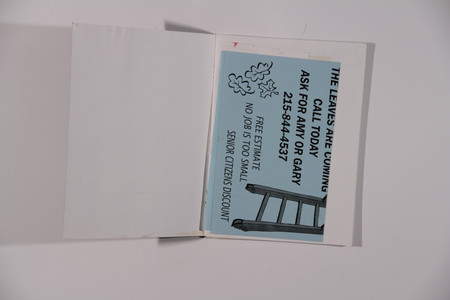 THE LEAVES ARE COMING
CALL TODAY
ASK FOR AMY OR GARY
215-844-4537
FREE ESTIMATE
NO JOB IS TOO SMALL
SENIOR CITIZENS DISCOUNT